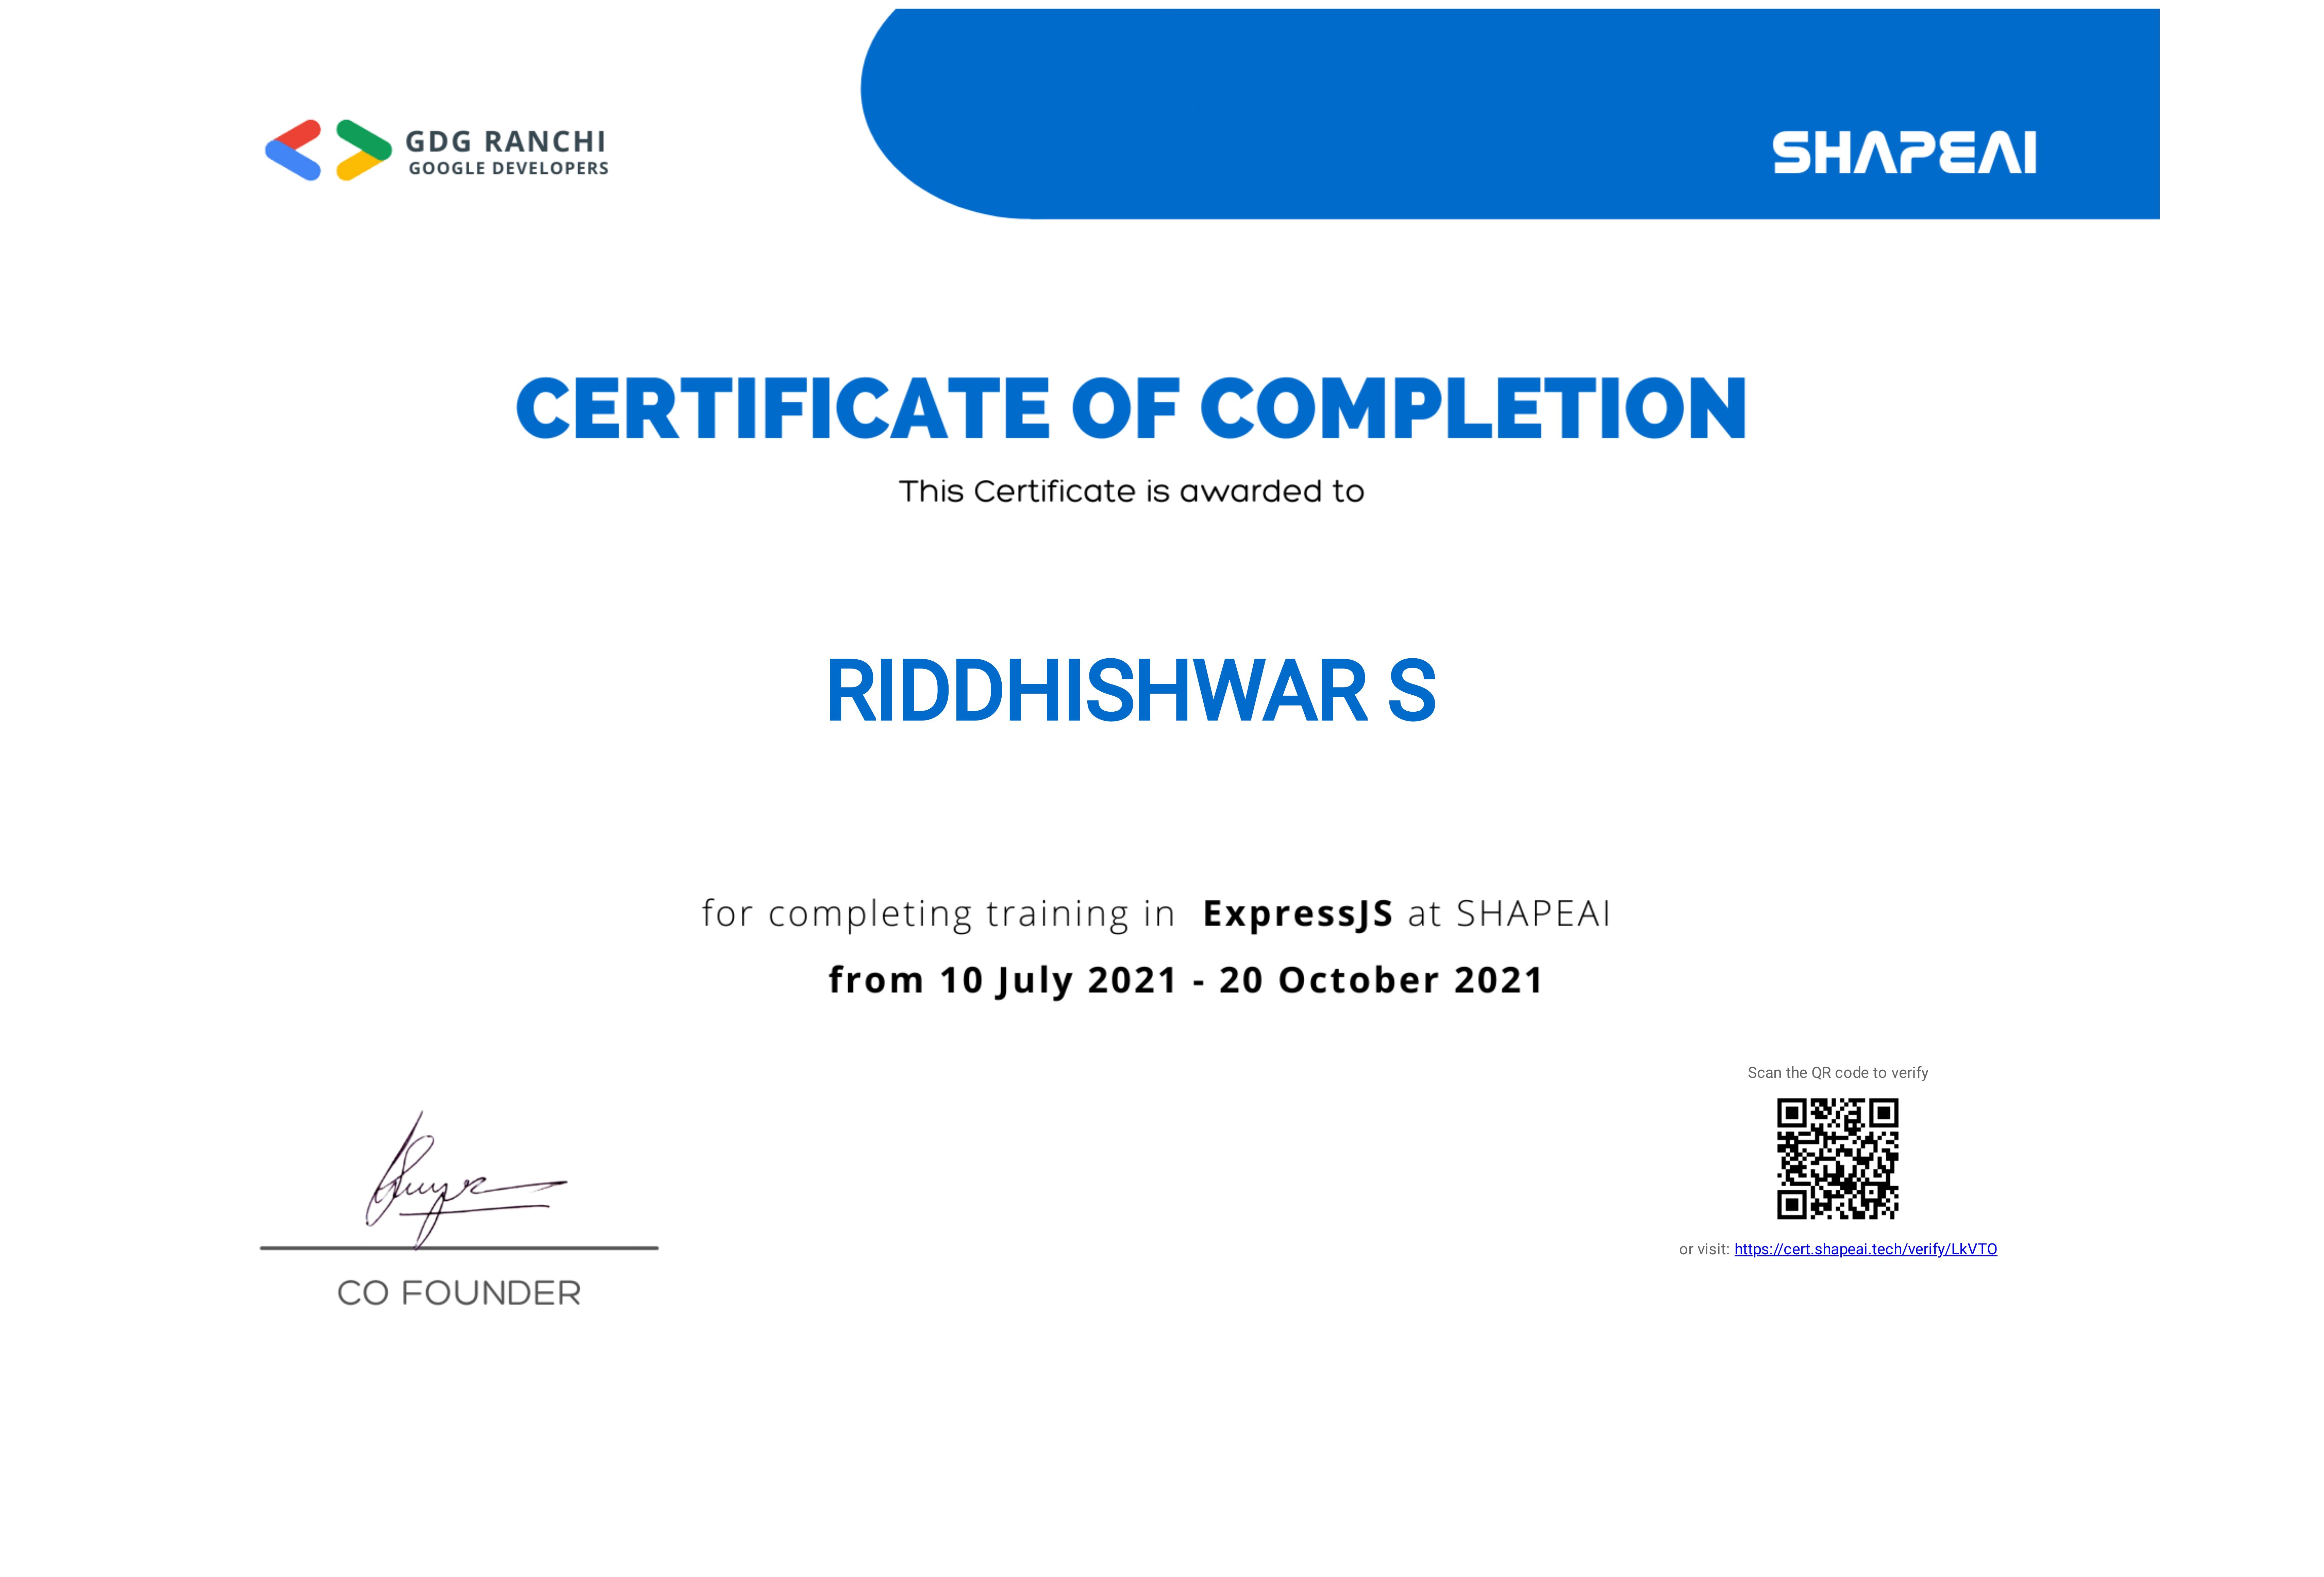 GDG RANCHI
GOOGLE DEVELOPERS
SHAPEAI
CERTIFICATE OF COMPLETION
This Certificate is awarded to
RIDDHISHWAR S
for completing training in ExpressJS at SHAPEAI
from 10 July 2021 - 20 October 2021
Scan the QR code to verify
or visit: https://cert.shapeai.tech/verify/LkVTO
CO FOUNDER